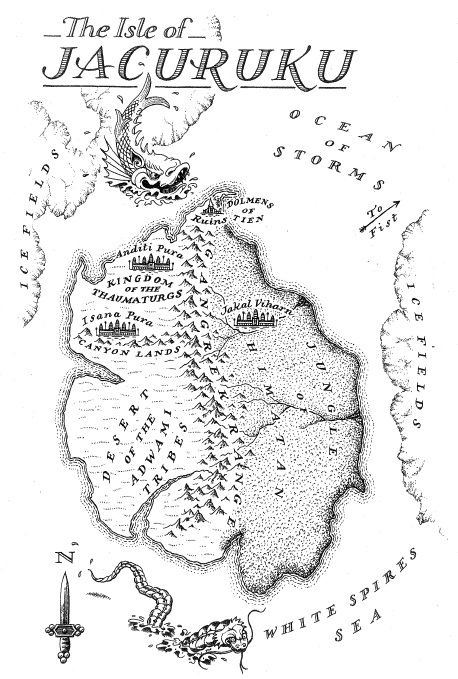 The Isle of
JACURUKU
OCEAN
OF
STORMS
ICE FIELDS
To
Fist
DOLMENS
OF
TIEN
Ruins
Anditi Pura
KINGDOM
OF THE
THAUMATURGS
Isana Pura
CANYON LANDS
Jakal Viharn
GANGREK RANGE
JUNGLE
OF
HIMATAN
ICE FIELDS
DESERT
OF THE
ADWAMI
TRIBES
N
WHITE SPIRES
SEA